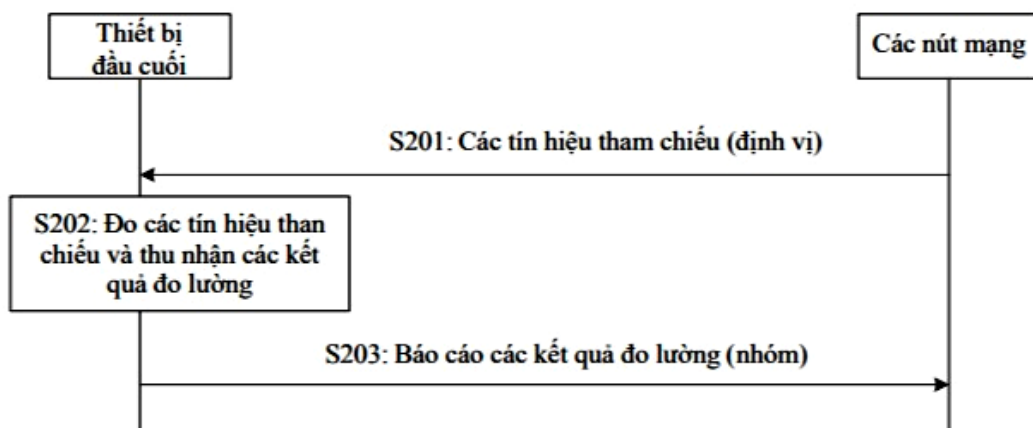 Thiết bị
đầu cuối
Các nút mạng
S201: Các tín hiệu tham chiếu (định vị)
S202: Đo các tín hiệu than
chiếu và thu nhận các kết
quả đo lường
S203: Báo cáo các kết quả đo lường (nhóm)